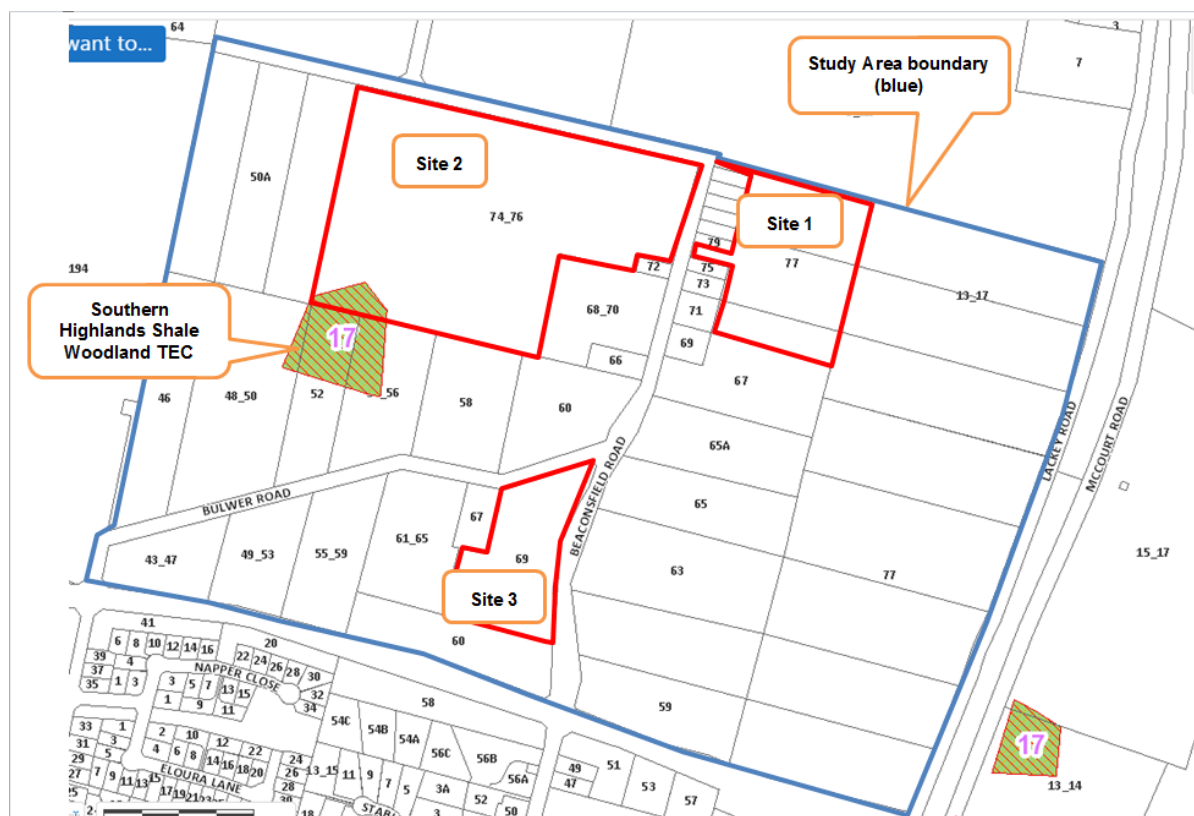 64
want to...
3
7
Study Area boundary
(blue)
Site 2
50A
74_76
Site 1
79
77
75
73
71
69
72
68_70
66
13_17
194
Southern
Highlands Shale
Woodland TEC
17
46
48_50
52
56
58
60
67
65A
65
63
77
59
LACKEY ROAD
MCCOURT ROAD
BEACONSFIELD ROAD
BULWER ROAD
15_17
43_47
49_53
55_59
61_65
67
69
Site 3
60
17
13_14
41
6 8 10 12 14 16
39
37
35
4
1 3
NAPPER CLOSE
20
22 24 26 28 30
32
34
3 5 7
13 15
1 9 11
58
54C
54B
54A
56C
56B
56A
33
31
29
27
25
1
3
5
7 9 11 13 15
17 19 21
2
4 6 8
10
12
14 16 18 20
22
24
26
28
ELOURA LANE
13_15
11
9
7
5
3A
3
52
50
49
47
51
53
57
18